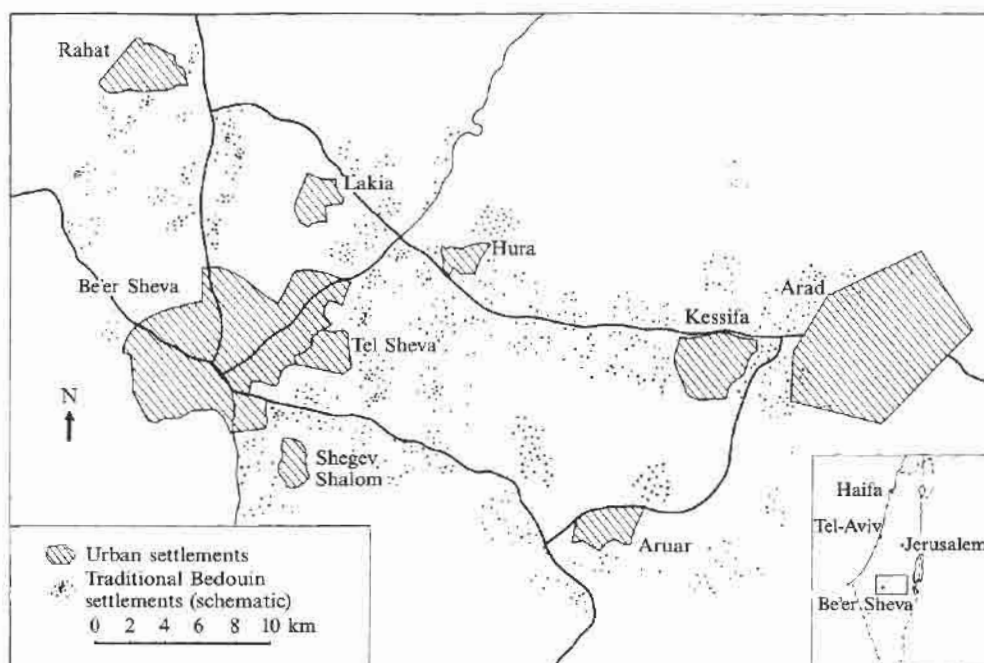 Rahat
Lakia
Hura
Be'er Sheva
Arad
Kessifa
Tel Sheva
N
Shegev
Shalom
Aruar
Urban settlements
Traditional Bedouin
settlements (schematic)
0 2 4 6 8 10 km
Haifa
Tel-Aviv
Jerusalem
Be'er Sheva